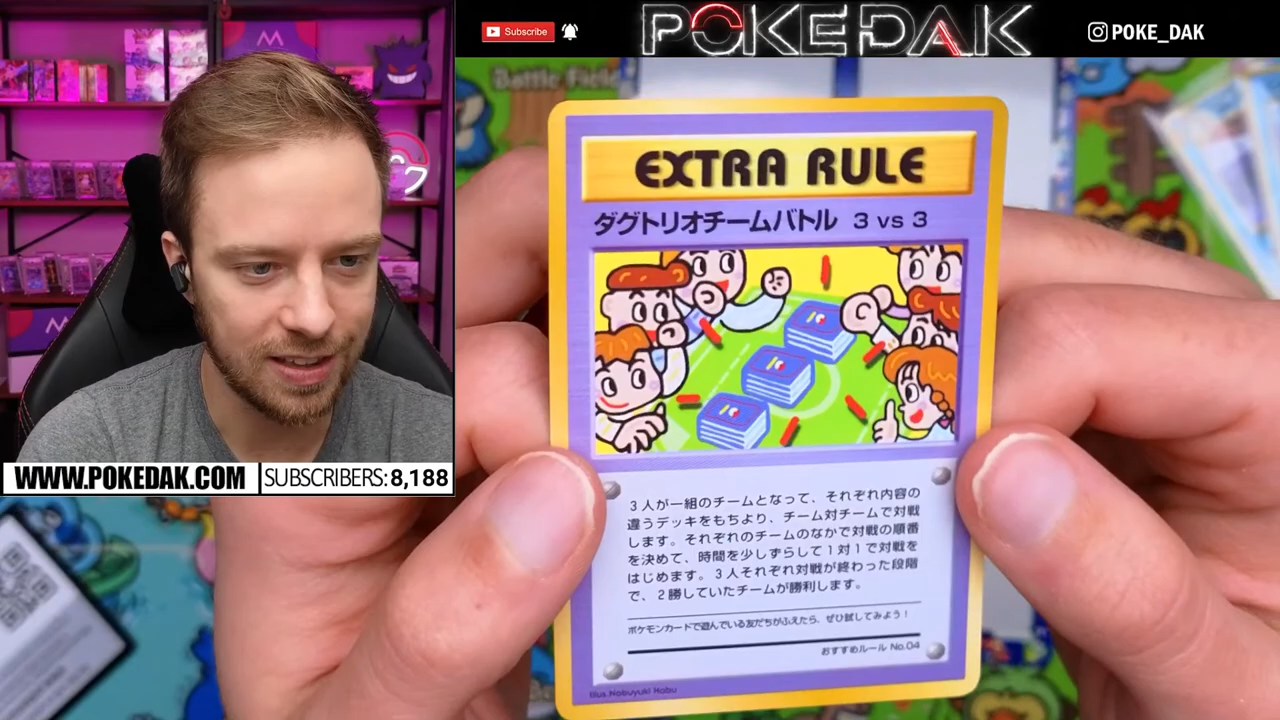 Subscribe
POKEDAK
POKE_DAK
Battle Field
EXTRA RULE
ダグトリオチームバトル 3 vs 3
3人が一組のチームとなって、それぞれ内容の
違うデッキをもちより、チーム対チームで対戦
します。それぞれのチームのなかで対戦の順番
を決めて、時間を少しずらして1対1で対戦を
はじめます。3人それぞれ対戦が終わった段階
で、2勝していたチームが勝利します。
ポケモンカードで遊んでいる友だちがふえたら、ぜひ試してみよう!
おすすめルール No.04
Illus.Nobuyuki Habu
WWW.POKEDAK.COM
SUBSCRIBERS: 8,188